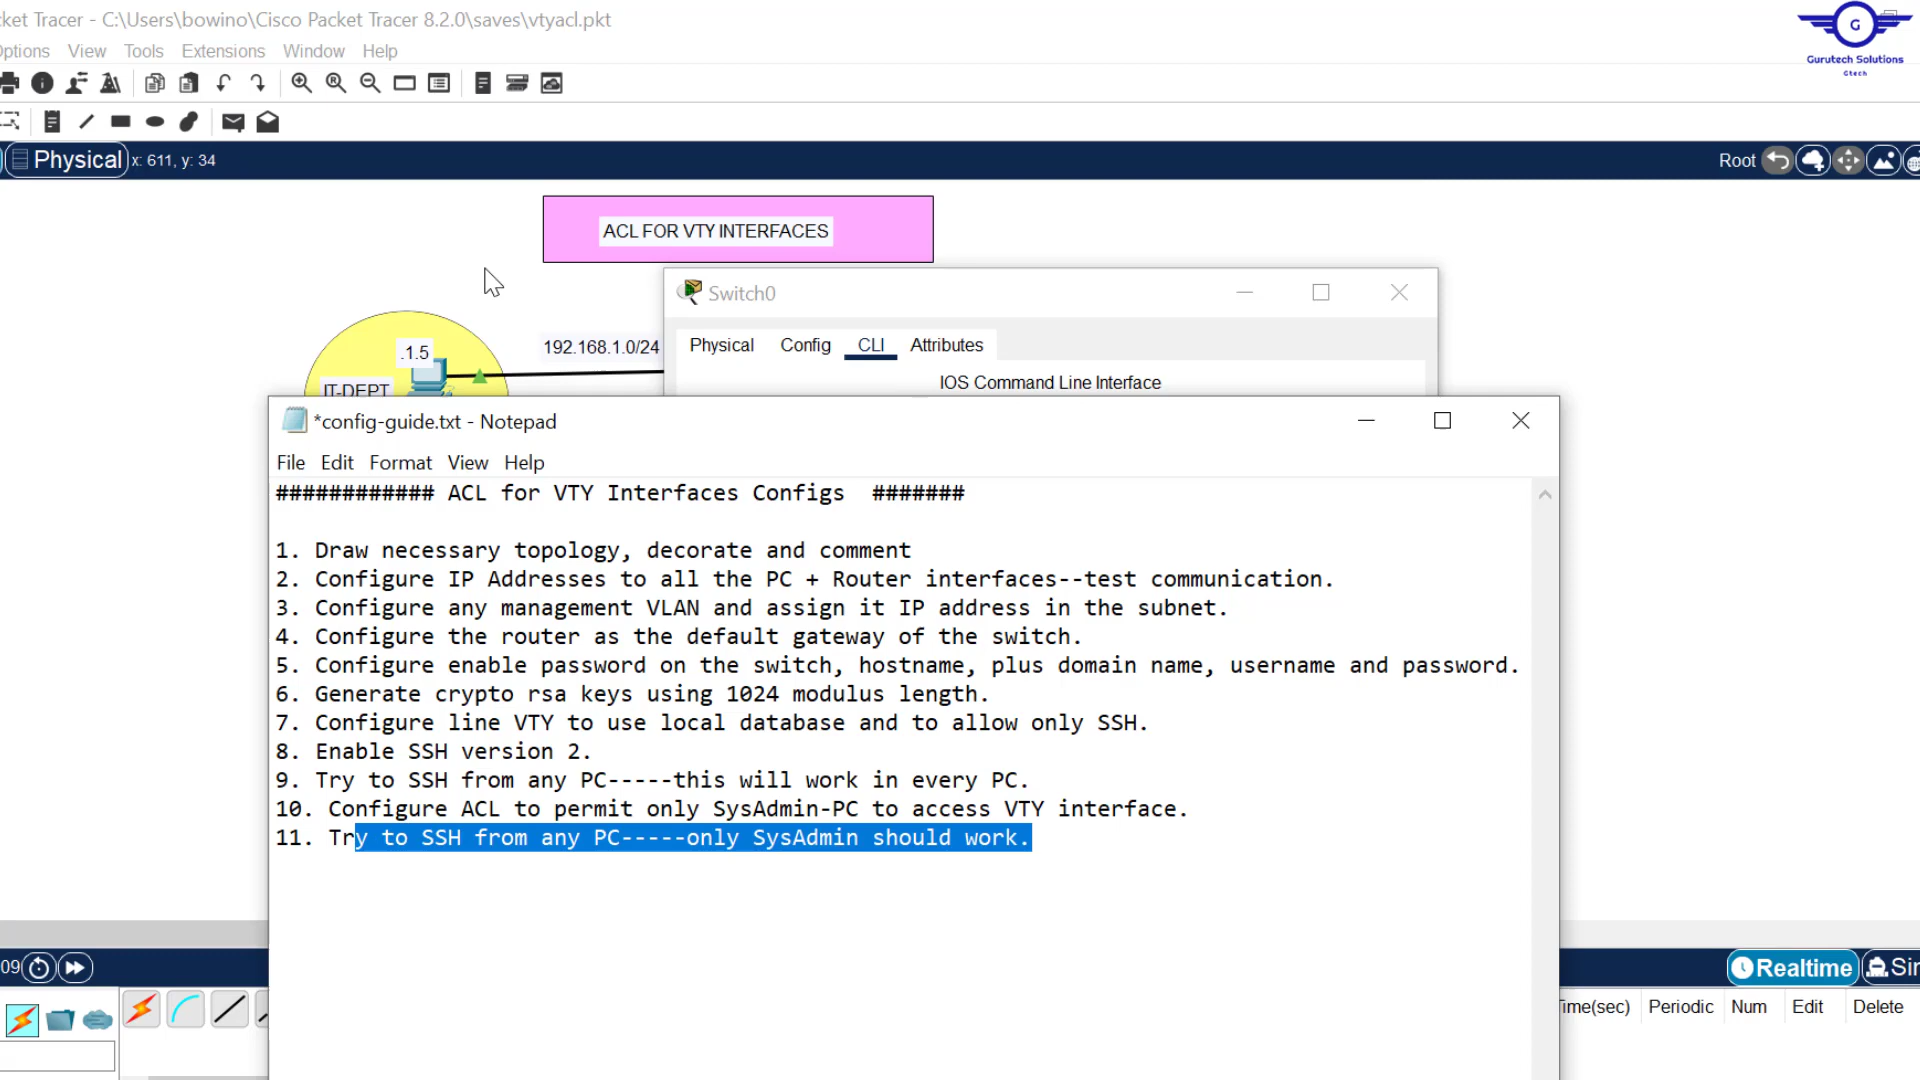 cket Tracer - C:\Users\bowino\Cisco Packet Tracer 8.2.0\saves\vtyacl.pkt
G
Gurutech Solutions
Gtech
Options View Tools Extensions Window Help
Physical x: 611, y: 34
Root
ACL FOR VTY INTERFACES
Switch0
.1.5
192.168.1.0/24
Physical Config CLI Attributes
IT-DEPT
IOS Command Line Interface
*config-guide.txt - Notepad
File Edit Format View Help
############ ACL for VTY Interfaces Configs #######
1. Draw necessary topology, decorate and comment
2. Configure IP Addresses to all the PC + Router interfaces--test communication.
3. Configure any management VLAN and assign it IP address in the subnet.
4. Configure the router as the default gateway of the switch.
5. Configure enable password on the switch, hostname, plus domain name, username and password.
6. Generate crypto rsa keys using 1024 modulus length.
7. Configure line VTY to use local database and to allow only SSH.
8. Enable SSH version 2.
9. Try to SSH from any PC-----this will work in every PC.
10. Configure ACL to permit only SysAdmin-PC to access VTY interface.
11. Try to SSH from any PC-----only SysAdmin should work.
09
Realtime Sir
Time(sec) Periodic Num Edit Delete